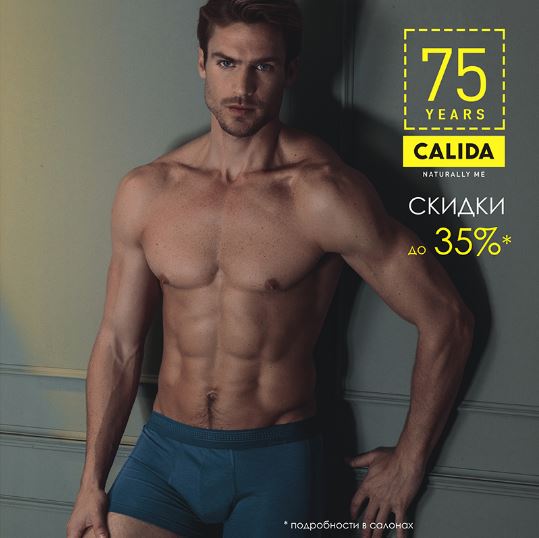 75
YEARS
CALIDA
NATURALLY ME
СКИДКИ
до 35%*
* подробности в салонах